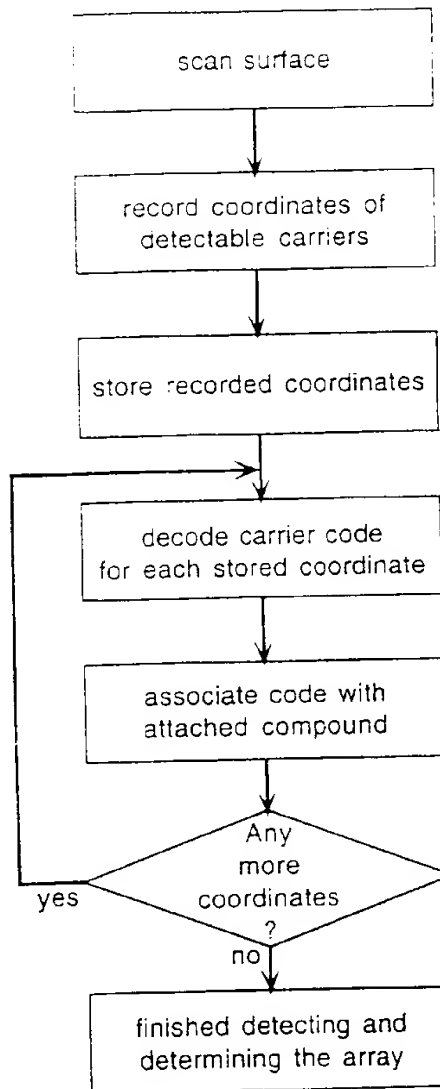 scan surface
record coordinates of
detectable carriers
store recorded coordinates
decode carrier code
for each stored coordinate
associate code with
attached compound
Any
more
coordinates
?
yes
no
finished detecting and
determining the array